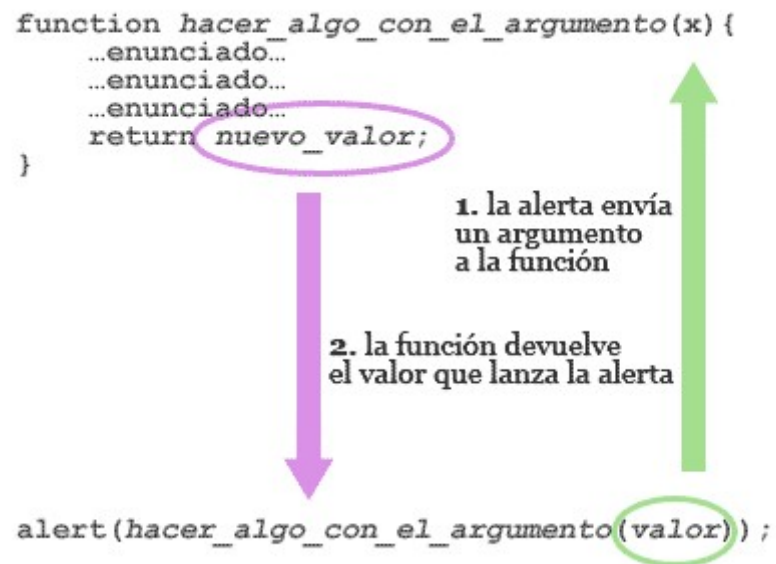 function hacer_algo_con_el_argumento(x){
…enunciado…
…enunciado…
…enunciado…
return nuevo_valor;
}
1. la alerta envía
un argumento
a la función
2. la función devuelve
el valor que lanza la alerta
alert(hacer_algo_con_el_argumento(valor));